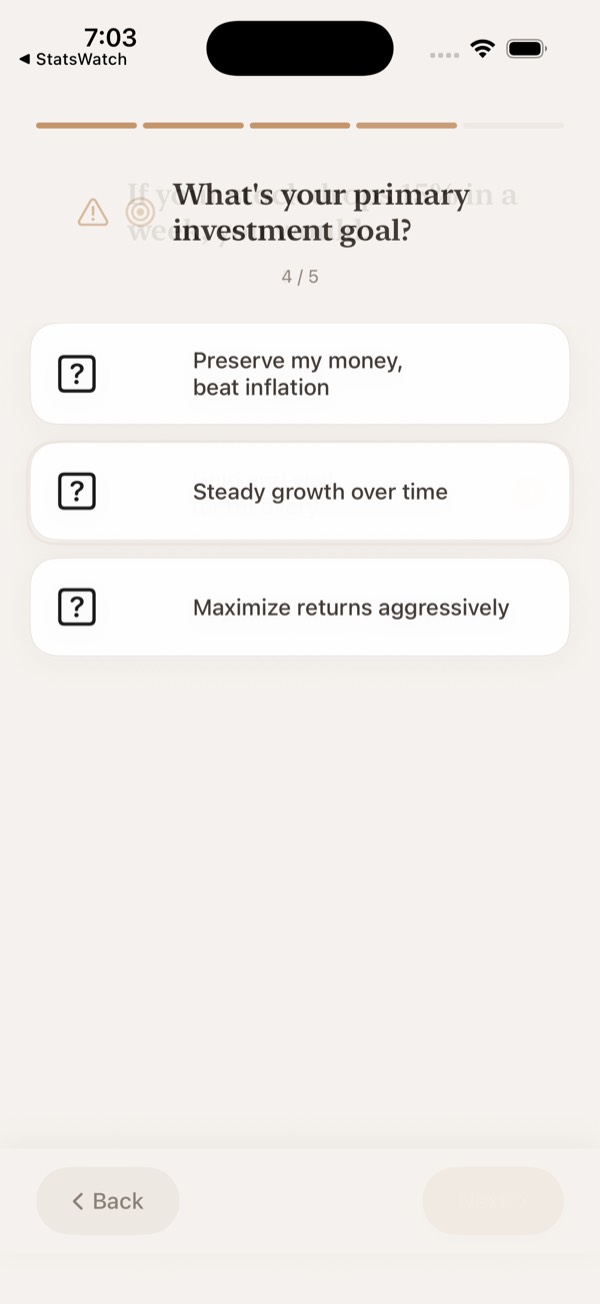 7:03
StatsWatch
What's your primary
investment goal?
4 / 5
?
Preserve my money,
beat inflation
?
Steady growth over time
?
Maximize returns aggressively
Back